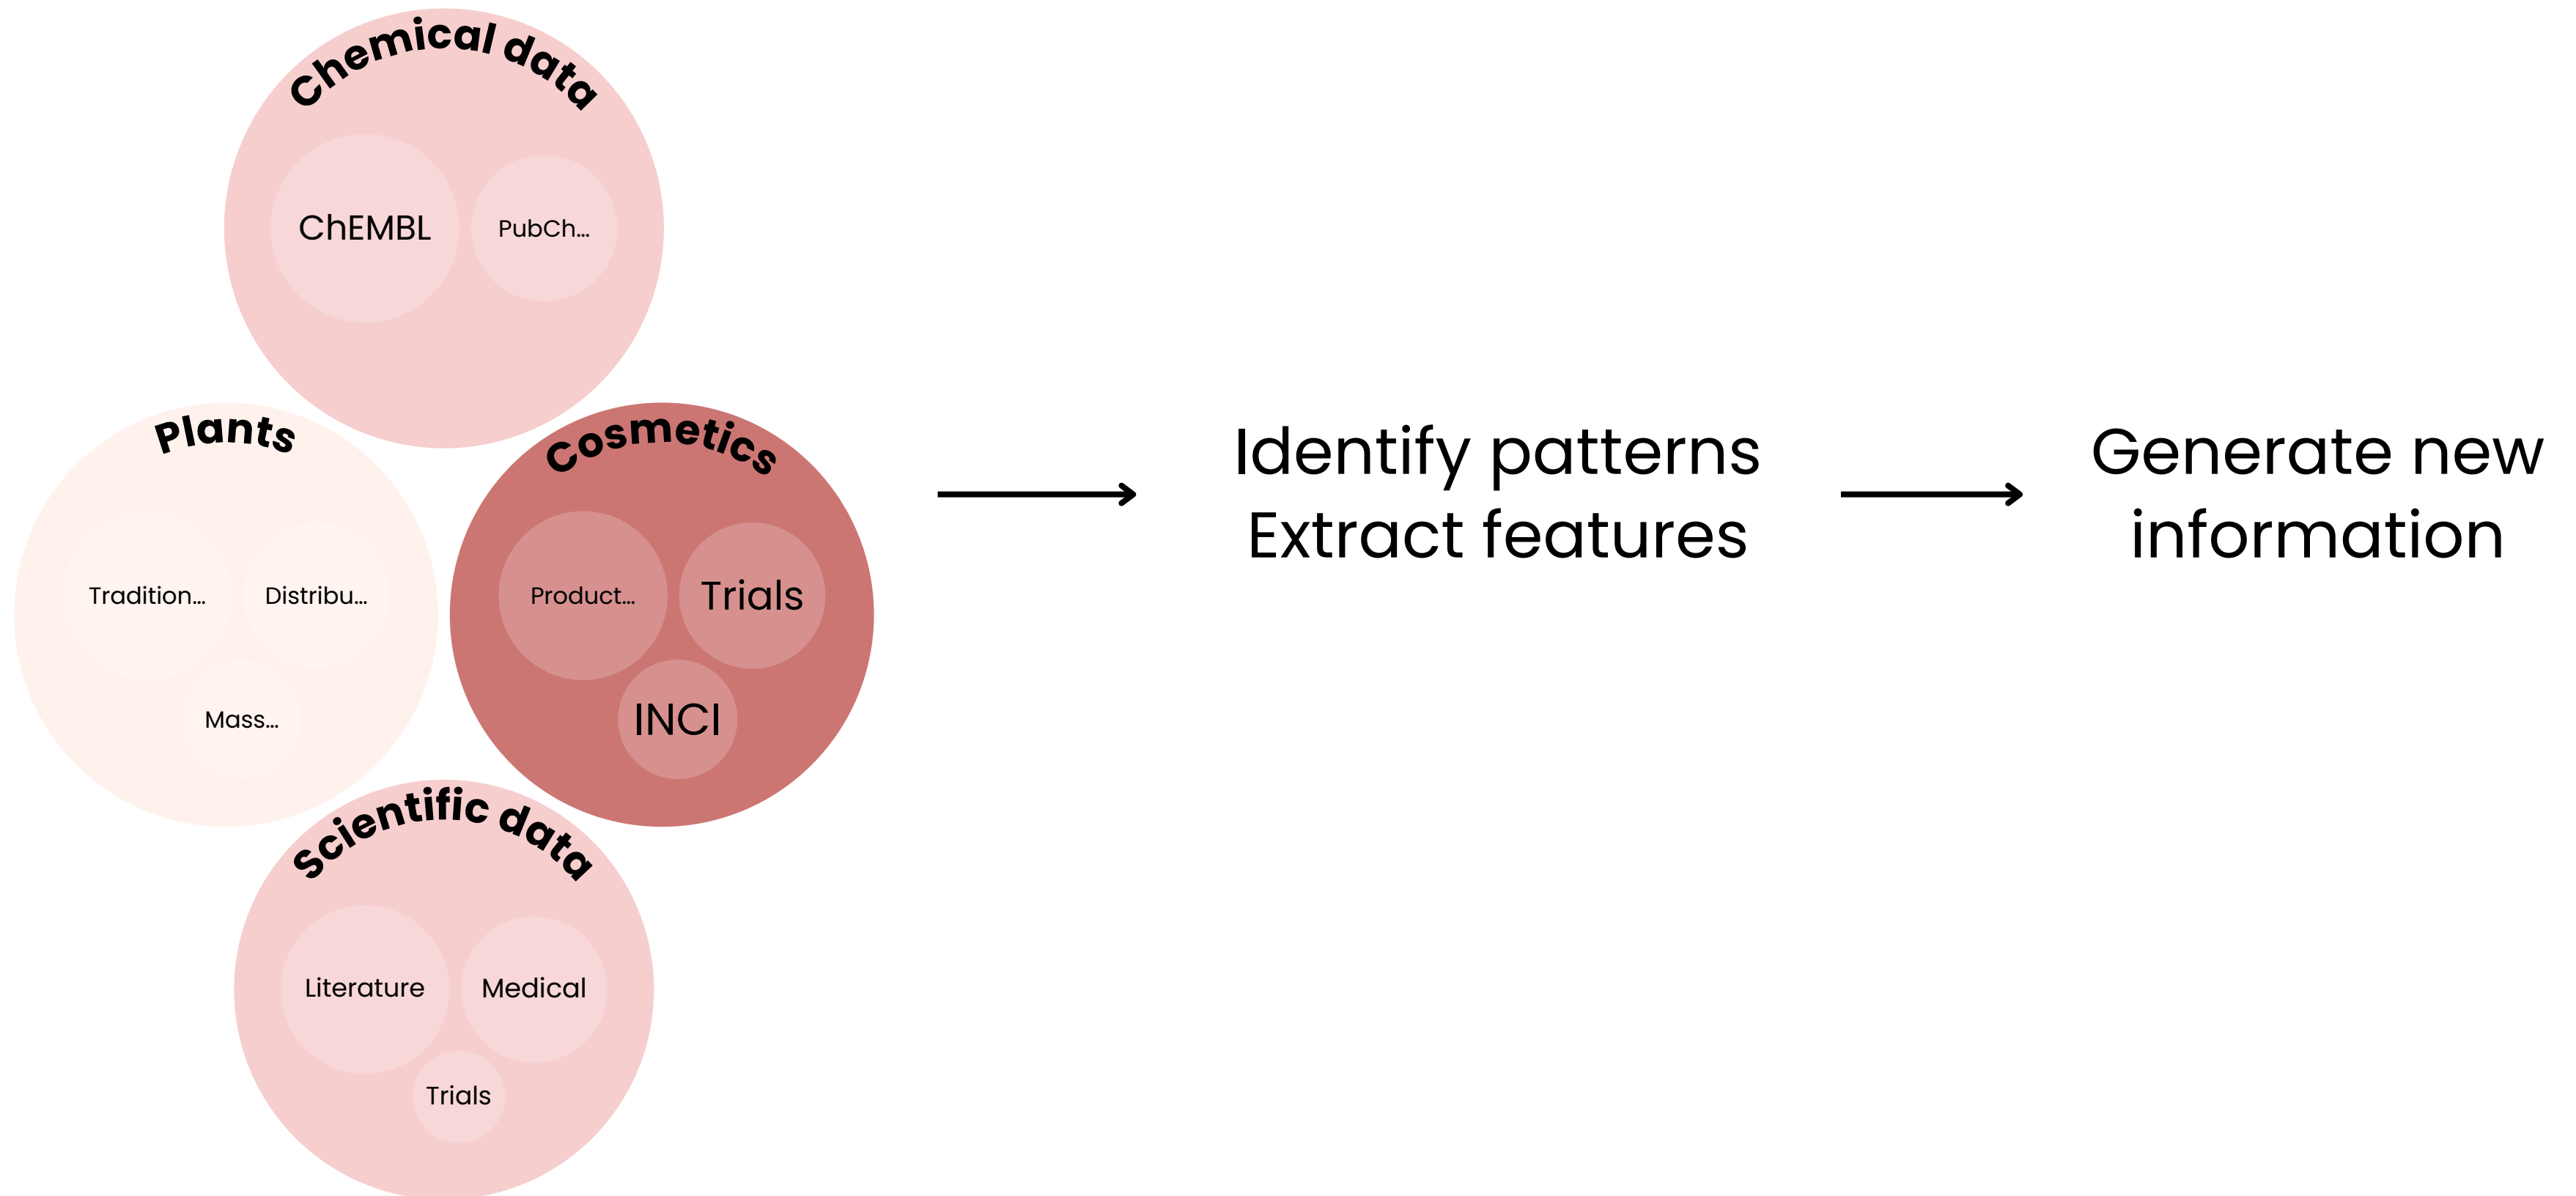 Chemical data
ChEMBL
PubCh...
Plants
Tradition...
Distribu...
Mass...
Cosmetics
Product...
Trials
INCI
Scientific data
Literature
Medical
Trials
Identify patterns
Extract features
Generate new
information